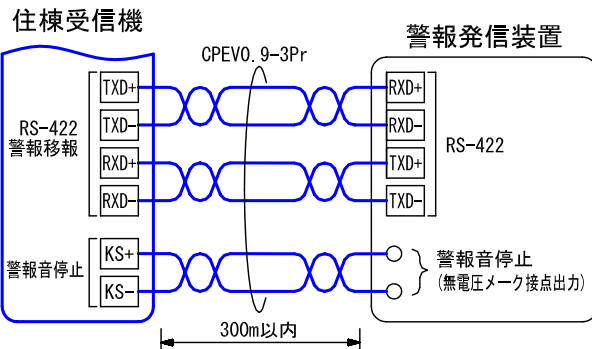 住棟受信機
警報発信装置
CPEV0.9-3Pr
TXD+
TXD-
RXD+
RXD-
RS-422
警報移報
RXD+
RXD-
TXD+
TXD-
RS-422
警報音停止
KS+
KS-
警報音停止
(無電圧メーク接点出力)
300m以内